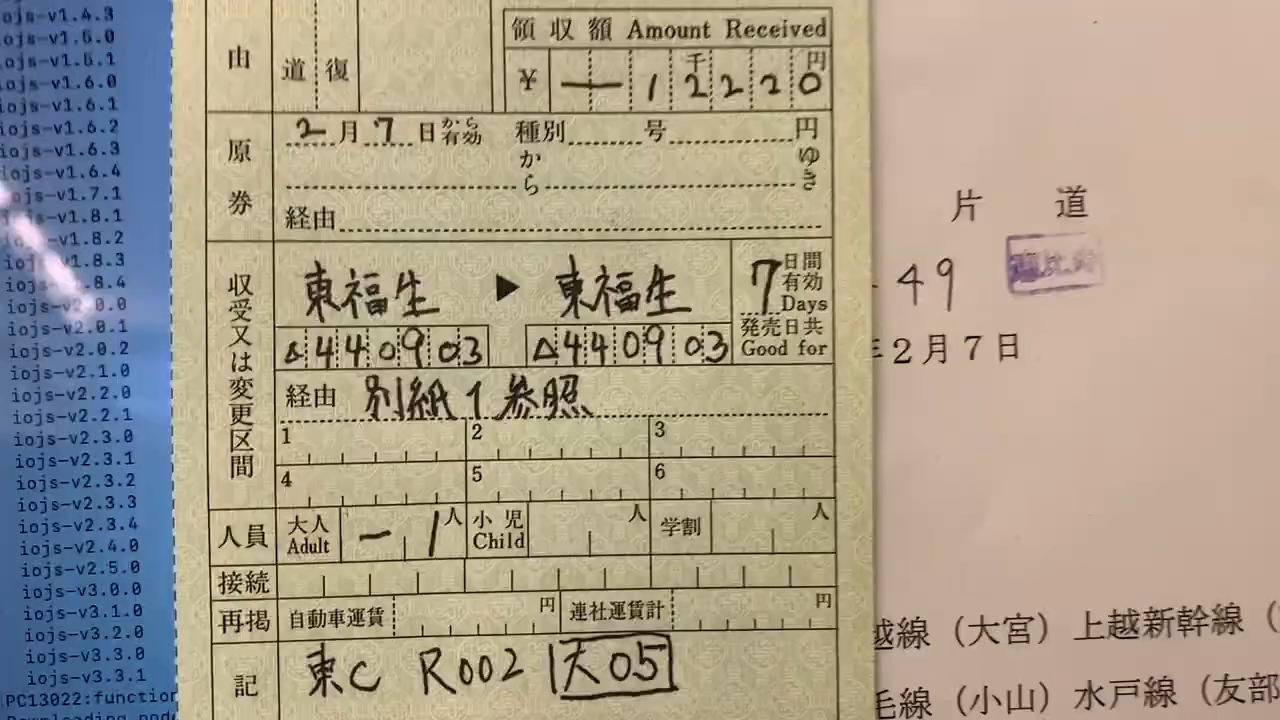 iojs-v1.4.3
iojs-v1.5.0
iojs-v1.5.1
iojs-v1.6.0
iojs-v1.6.1
iojs-v1.6.2
iojs-v1.6.3
iojs-v1.6.4
iojs-v1.7.1
iojs-v1.8.1
iojs-v1.8.2
iojs-v1.8.3
iojs-v1.8.4
iojs-v2.0.0
iojs-v2.0.1
iojs-v2.0.2
iojs-v2.1.0
iojs-v2.2.0
iojs-v2.2.1
iojs-v2.3.0
iojs-v2.3.1
iojs-v2.3.2
iojs-v2.3.3
iojs-v2.3.4
iojs-v2.4.0
iojs-v2.5.0
iojs-v3.0.0
iojs-v3.1.0
iojs-v3.2.0
iojs-v3.3.0
iojs-v3.3.1
PC13022:function
由 道 復
領収額 Amount Received
¥ 一 1 2 2 2 0 千 円
原券
2月7日から有効 種別 号 円
から ゆき
経由
収受又は変更区間
東福生 ▶ 東福生
7日間有効 Days
発売日共 Good for
△440903 △440903
経由 別紙1参照
1 2 3
4 5 6
人員 大人 Adult 一 1人 小児 Child 人 学割 人
接続
再掲 自動車運賃 円 連社運賃計 円
記 東C R002 天05
片 道
49
2月7日
越線（大宮）上越新幹線（
毛線（小山）水戸線（友部